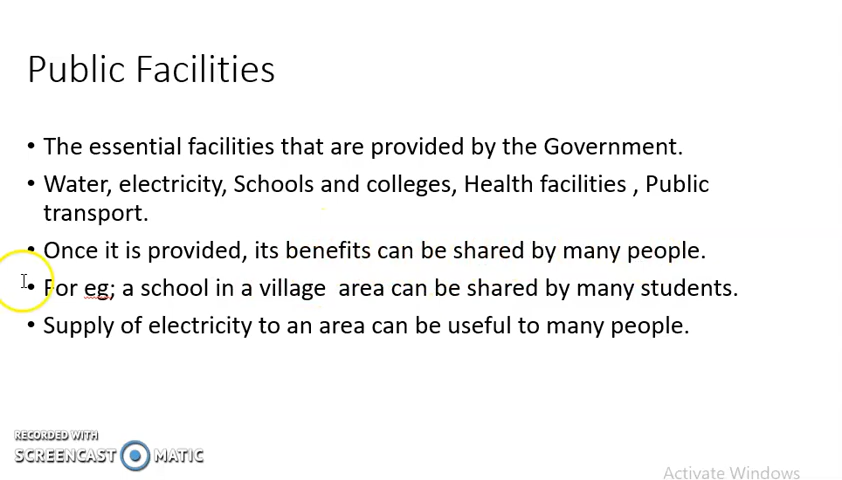 Public Facilities
• The essential facilities that are provided by the Government.
• Water, electricity, Schools and colleges, Health facilities , Public
transport.
• Once it is provided, its benefits can be shared by many people.
• For eg; a school in a village  area can be shared by many students.
• Supply of electricity to an area can be useful to many people.
RECORDED WITH
SCREENCAST MATIC
Activate Windows